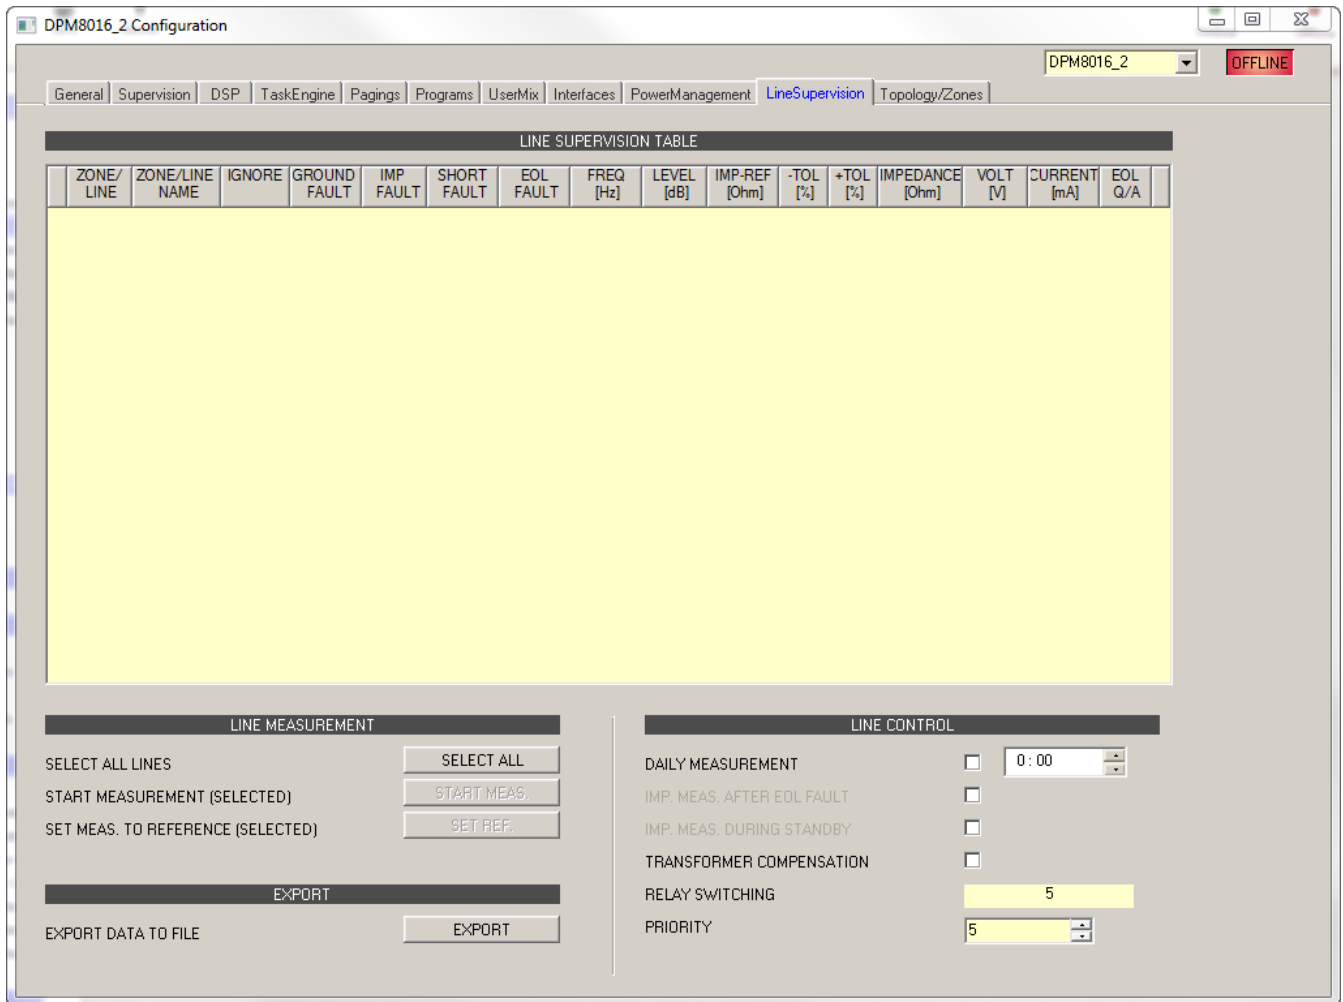 DPM8016_2 Configuration
DPM8016_2
OFFLINE
General Supervision DSP TaskEngine Pagings Programs UserMix Interfaces PowerManagement LineSupervision Topology/Zones
LINE SUPERVISION TABLE
ZONE/ LINE ZONE/LINE NAME IGNORE GROUND FAULT IMP FAULT SHORT FAULT EOL FAULT FREQ [Hz] LEVEL [dB] IMP-REF [Ohm] -TOL [%] +TOL [%] IMPEDANCE [Ohm] VOLT [V] CURRENT [mA] EOL Q/A
LINE MEASUREMENT
SELECT ALL LINES SELECT ALL
START MEASUREMENT (SELECTED) START MEAS.
SET MEAS. TO REFERENCE (SELECTED) SET REF.
EXPORT
EXPORT DATA TO FILE EXPORT
LINE CONTROL
DAILY MEASUREMENT 0 : 00
IMP. MEAS. AFTER EOL FAULT
IMP. MEAS. DURING STANDBY
TRANSFORMER COMPENSATION
RELAY SWITCHING 5
PRIORITY 5